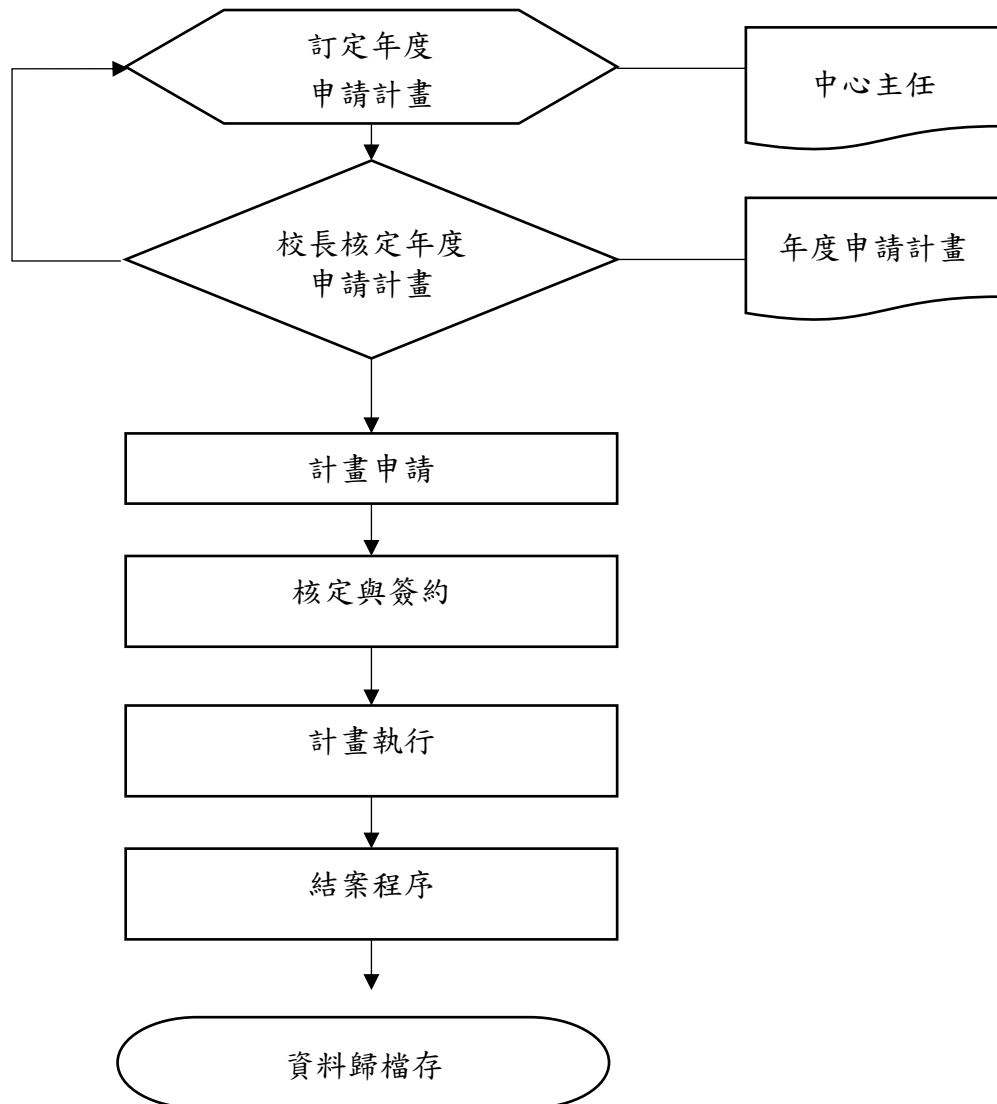 訂定年度
申請計畫
中心主任
校長核定年度
申請計畫
年度申請計畫
計畫申請
核定與簽約
計畫執行
結案程序
資料歸檔存